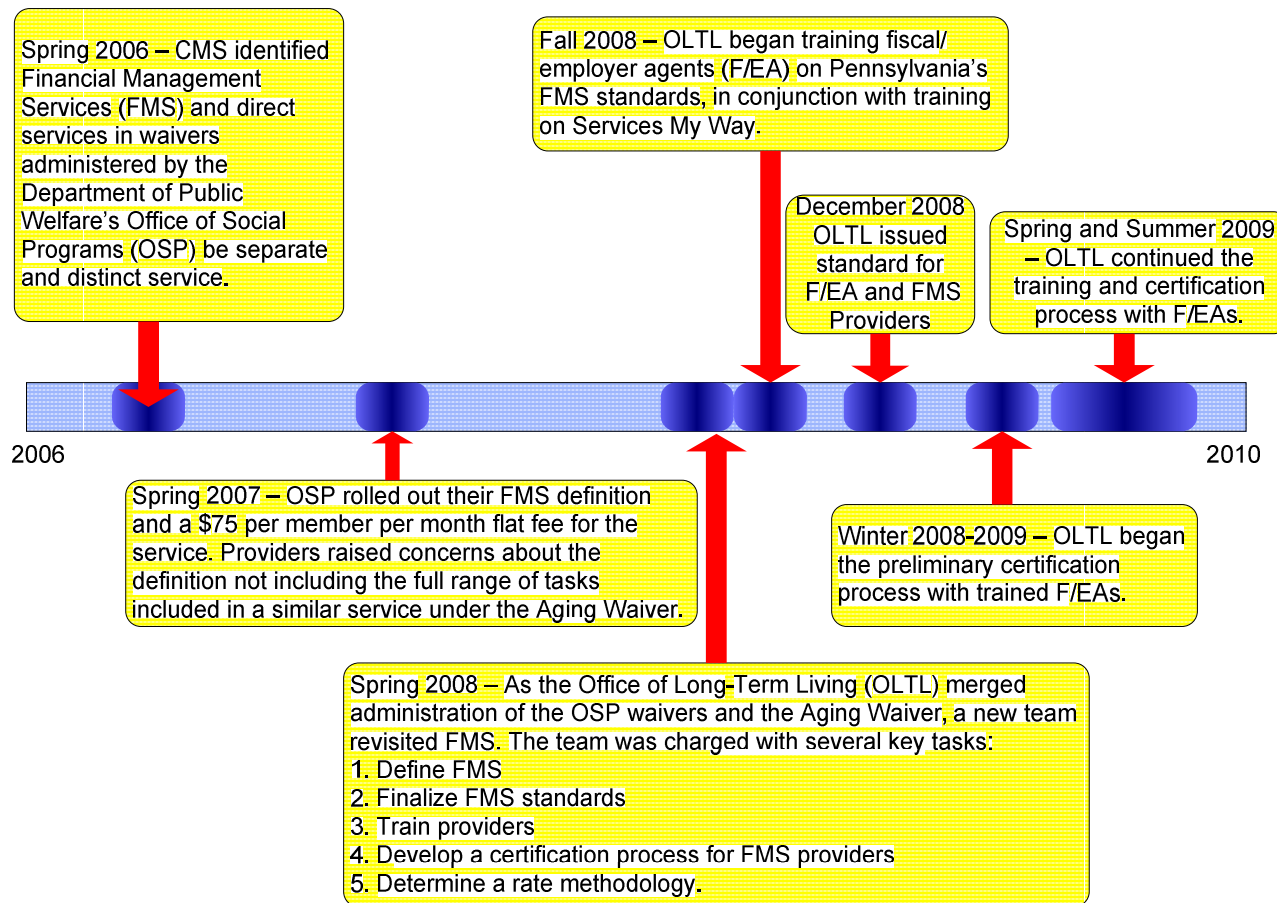 Spring 2006 – CMS identified
Financial Management
Services (FMS) and direct
services in waivers
administered by the
Department of Public
Welfare’s Office of Social
Programs (OSP) be separate
and distinct service.
Fall 2008 – OLTL began training fiscal/
employer agents (F/EA) on Pennsylvania’s
FMS standards, in conjunction with training
on Services My Way.
December 2008
OLTL issued
standard for
F/EA and FMS
Providers
Spring and Summer 2009
– OLTL continued the
training and certification
process with F/EAs.
2006
2010
Spring 2007 – OSP rolled out their FMS definition
and a $75 per member per month flat fee for the
service. Providers raised concerns about the
definition not including the full range of tasks
included in a similar service under the Aging Waiver.
Winter 2008-2009 – OLTL began
the preliminary certification
process with trained F/EAs.
Spring 2008 – As the Office of Long-Term Living (OLTL) merged
administration of the OSP waivers and the Aging Waiver, a new team
revisited FMS. The team was charged with several key tasks:
1. Define FMS
2. Finalize FMS standards
3. Train providers
4. Develop a certification process for FMS providers
5. Determine a rate methodology.